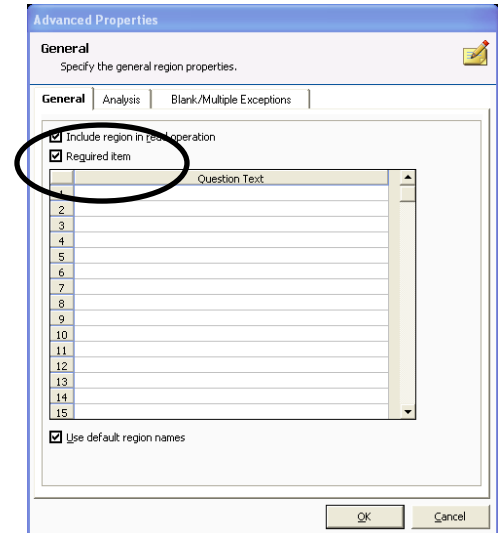 Advanced Properties
General
Specify the general region properties.
General Analysis Blank/Multiple Exceptions
Include region in read operation
Required item
Question Text
1
2
3
4
5
6
7
8
9
10
11
12
13
14
15
Use default region names
OK Cancel